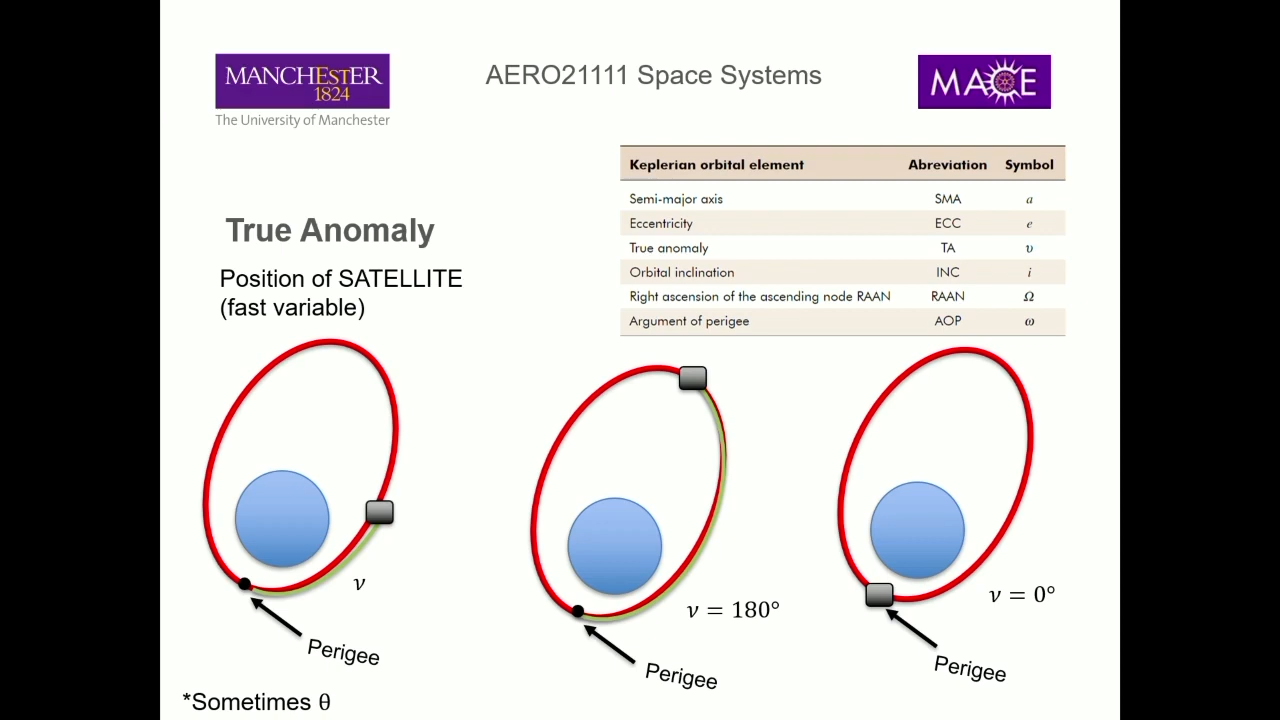 MANCHESTER
1824
The University of Manchester
AERO21111 Space Systems
MACE
Keplerian orbital element Abreviation Symbol
Semi-major axis SMA a
Eccentricity ECC e
True anomaly TA υ
Orbital inclination INC i
Right ascension of the ascending node RAAN RAAN Ω
Argument of perigee AOP ω
True Anomaly
Position of SATELLITE
(fast variable)
ν
Perigee
ν = 180°
Perigee
ν = 0°
Perigee
*Sometimes θ